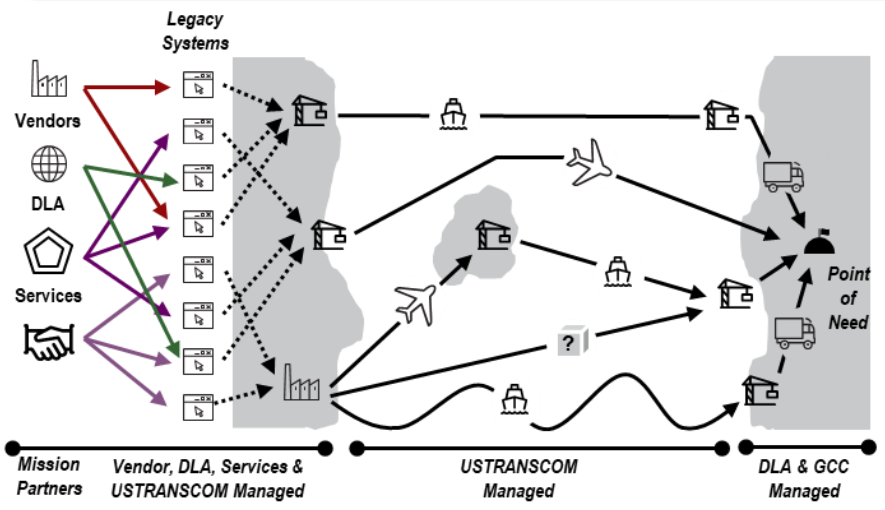 Legacy
Systems
Vendors
DLA
Services
?
Point
of
Need
Mission
Partners
Vendor, DLA, Services &
USTRANSCOM Managed
USTRANSCOM
Managed
DLA & GCC
Managed